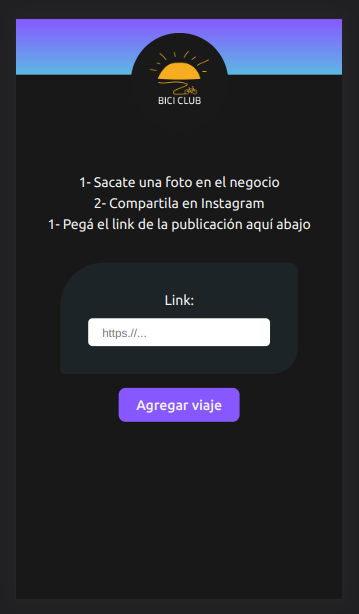 BICI CLUB
1- Sacate una foto en el negocio
2- Compartila en Instagram
1- Pegá el link de la publicación aquí abajo
Link:
https.//...
Agregar viaje